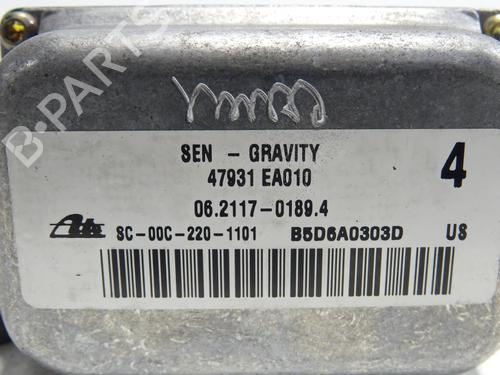 B-PARTS
SEN - GRAVITY
47931 EA010
4
06.2117-0189.4
Ate SC-00C-220-1101 B5D6A0303D US